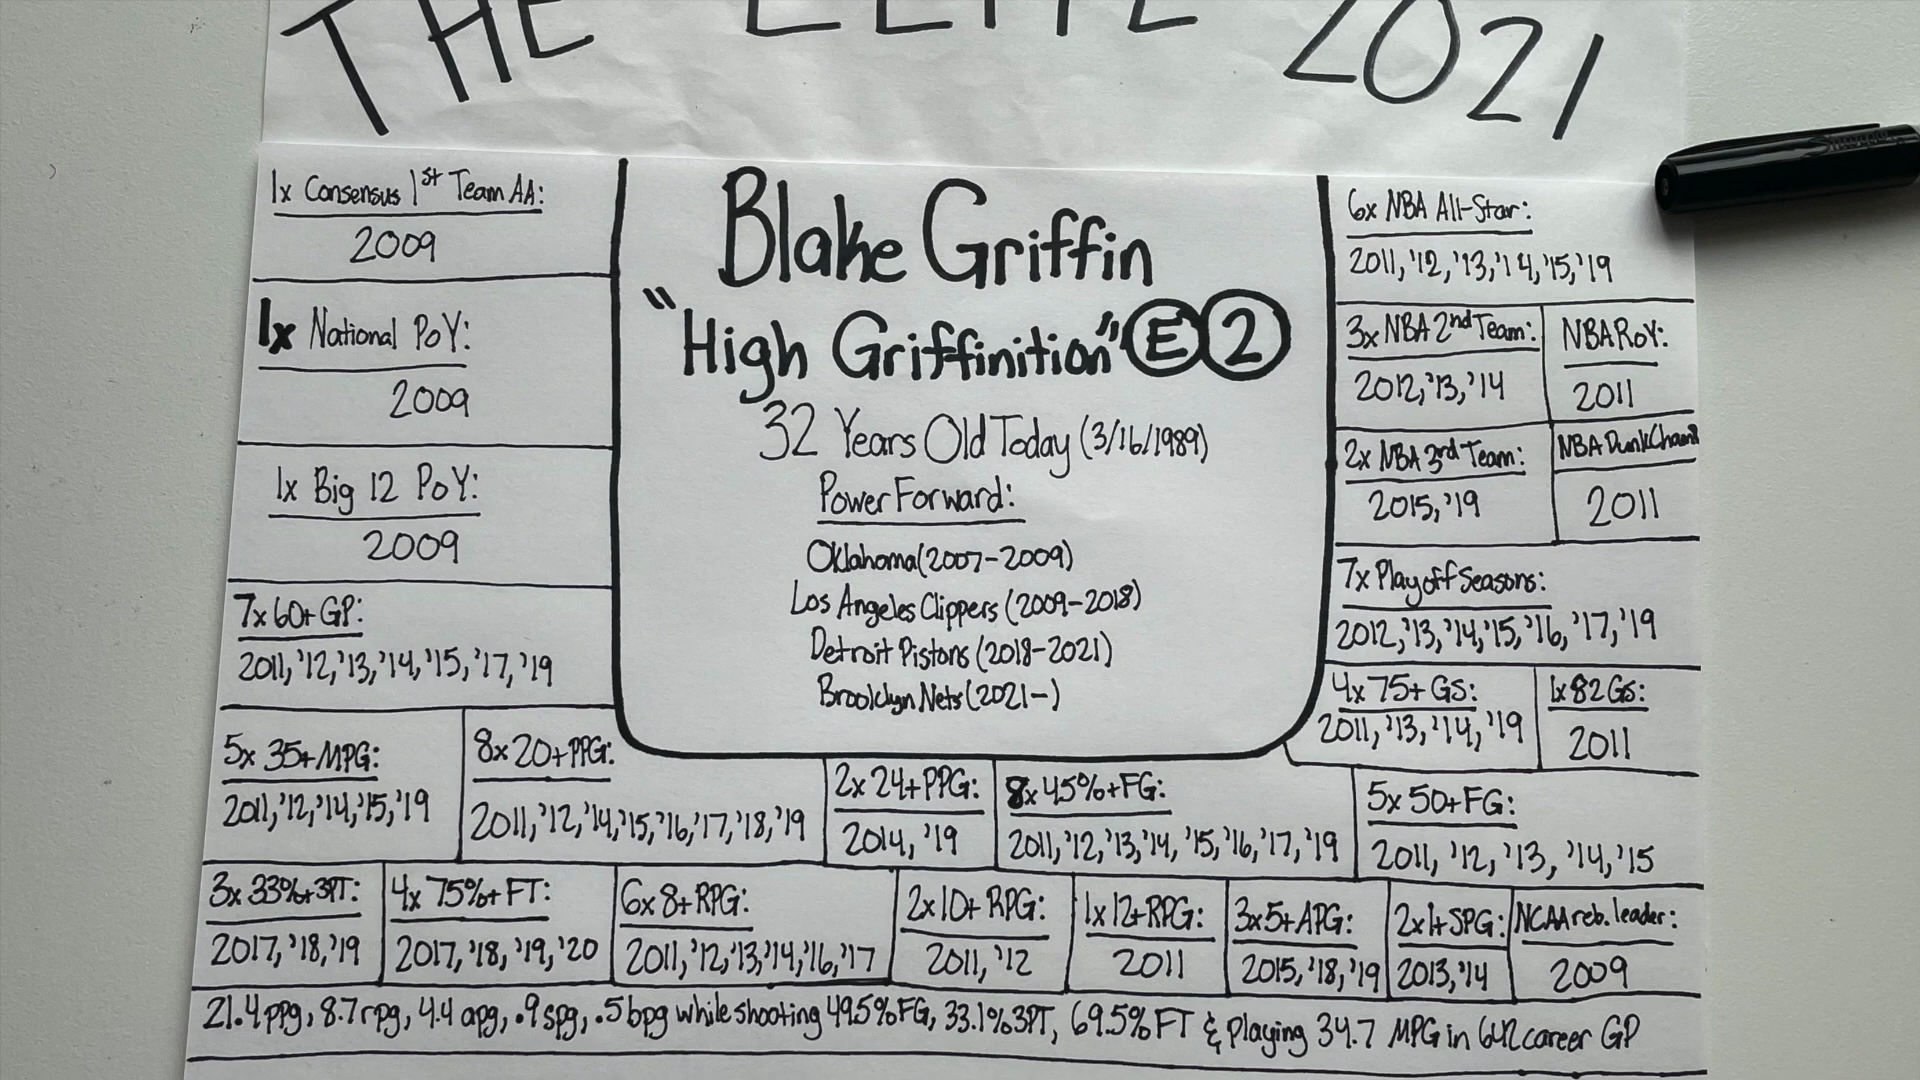 THE ELITE 2021
1x Consensus 1st Team AA:
2009
1x National PoY:
2009
1x Big 12 PoY:
2009
7x 60+ GP:
2011, '12, '13, '14, '15, '17, '19
Blake Griffin
"High Griffinition" E 2
32 Years Old Today (3/16/1989)
Power Forward:
Oklahoma (2007-2009)
Los Angeles Clippers (2009-2018)
Detroit Pistons (2018-2021)
Brooklyn Nets (2021-)
6x NBA All-Star:
2011, '12, '13, '14, '15, '19
3x NBA 2nd Team:
2012, '13, '14
NBA RoY:
2011
2x NBA 3rd Team:
2015, '19
NBA Dunk Champ
2011
7x Playoff Seasons:
2012, '13, '14, '15, '16, '17, '19
4x 75+ GS:
2011, '13, '14, '19
1x 82 GS:
2011
5x 35+ MPG:
2011, '12, '14, '15, '19
8x 20+ PPG:
2011, '12, '14, '15, '16, '17, '18, '19
2x 24+ PPG:
2014, '19
8x 45%+ FG:
2011, '12, '13, '14, '15, '16, '17, '19
5x 50+ FG:
2011, '12, '13, '14, '15
3x 33%+ 3PT:
2017, '18, '19
4x 75%+ FT:
2017, '18, '19, '20
6x 8+ RPG:
2011, '12, '13, '14, '16, '17
2x 10+ RPG:
2011, '12
1x 12+ RPG:
2011
3x 5+ APG:
2015, '18, '19
2x 1+ SPG:
2013, '14
NCAA reb. leader:
2009
21.4 ppg, 8.7 rpg, 4.4 apg, .9 spg, .5 bpg while shooting 49.5% FG, 33.1% 3PT, 69.5% FT & playing 34.7 MPG in 642 career GP